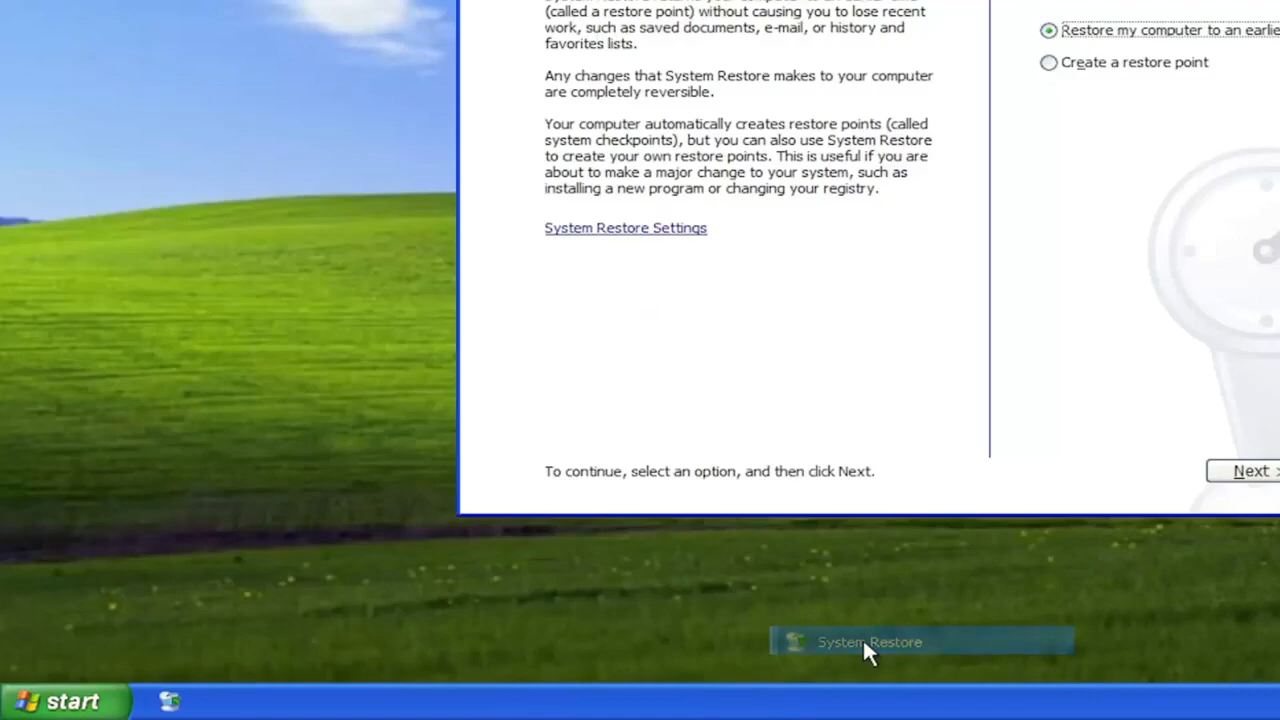 (called a restore point) without causing you to lose recent
work, such as saved documents, e-mail, or history and
favorites lists.
Any changes that System Restore makes to your computer
are completely reversible.
Your computer automatically creates restore points (called
system checkpoints), but you can also use System Restore
to create your own restore points. This is useful if you are
about to make a major change to your system, such as
installing a new program or changing your registry.
System Restore Settings
To continue, select an option, and then click Next.
Restore my computer to an earlie
Create a restore point
Next >
System Restore
start